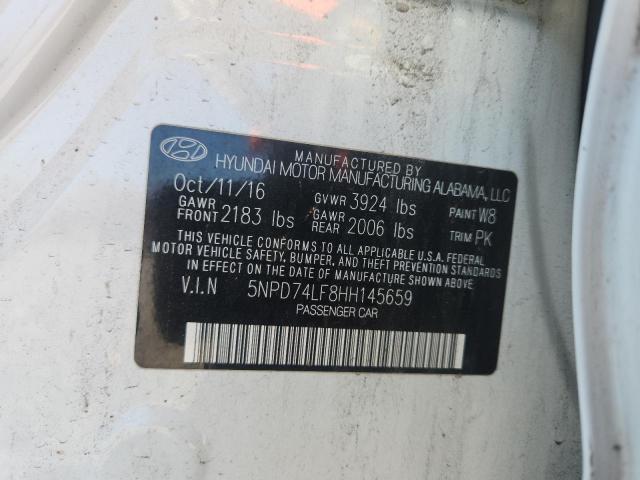 MANUFACTURED BY
HYUNDAI MOTOR MANUFACTURING ALABAMA, LLC
Oct/11/16 GVWR 3924 lbs PAINT W8
GAWR FRONT 2183 lbs GAWR REAR 2006 lbs TRIM PK
THIS VEHICLE CONFORMS TO ALL APPLICABLE U.S.A. FEDERAL
MOTOR VEHICLE SAFETY, BUMPER, AND THEFT PREVENTION STANDARDS
IN EFFECT ON THE DATE OF MANUFACTURE SHOWN ABOVE.
V.I.N 5NPD74LF8HH145659
PASSENGER CAR